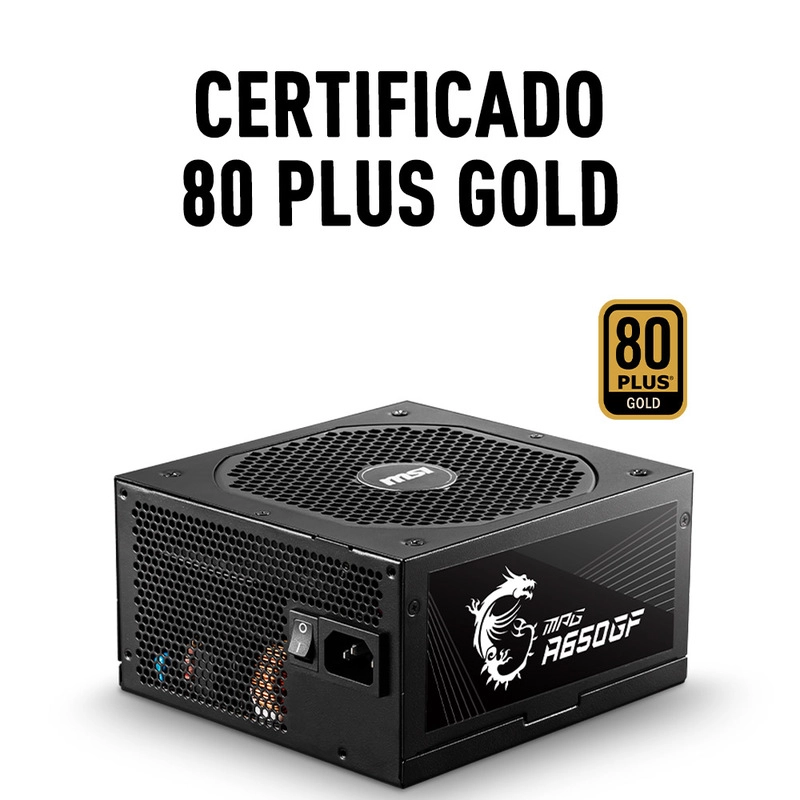 CERTIFICADO
80 PLUS GOLD
80
PLUS®
GOLD
msi
MPG
A650GF
O
I